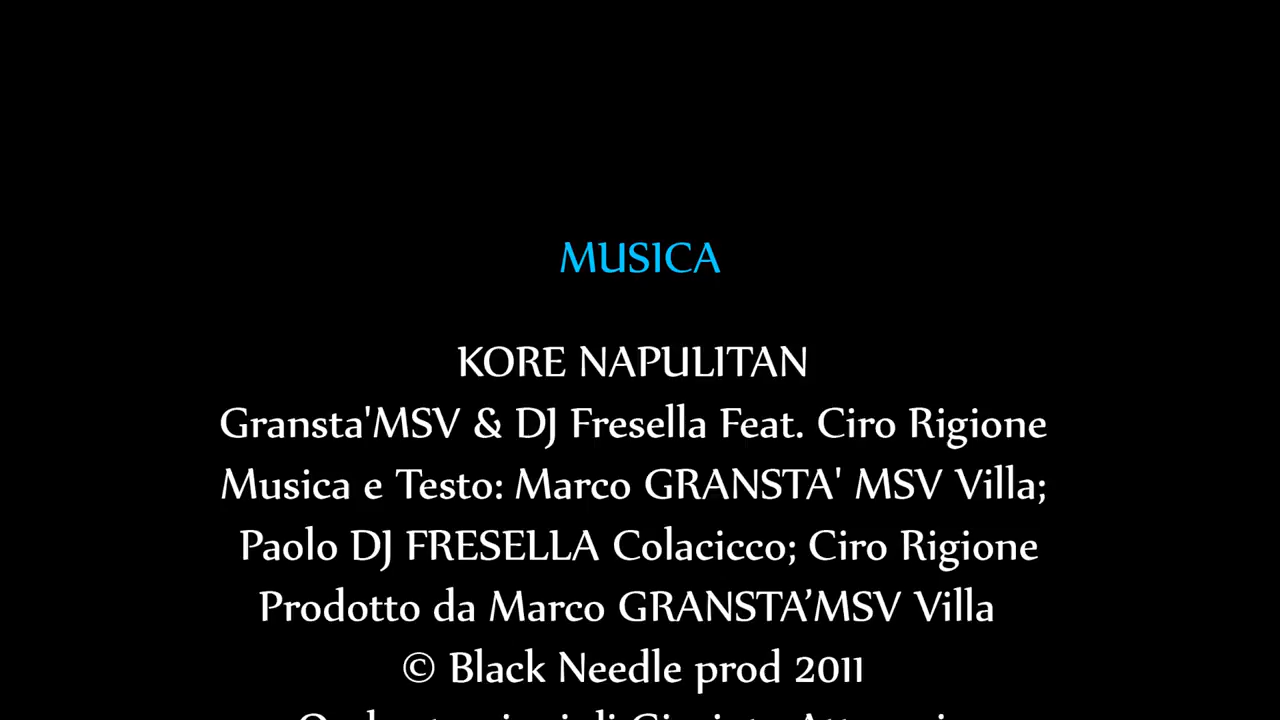 MUSICA
KORE NAPULITAN
Gransta'MSV & DJ Fresella Feat. Ciro Rigione
Musica e Testo: Marco GRANSTA' MSV Villa;
Paolo DJ FRESELLA Colacicco; Ciro Rigione
Prodotto da Marco GRANSTA’MSV Villa
© Black Needle prod 2011